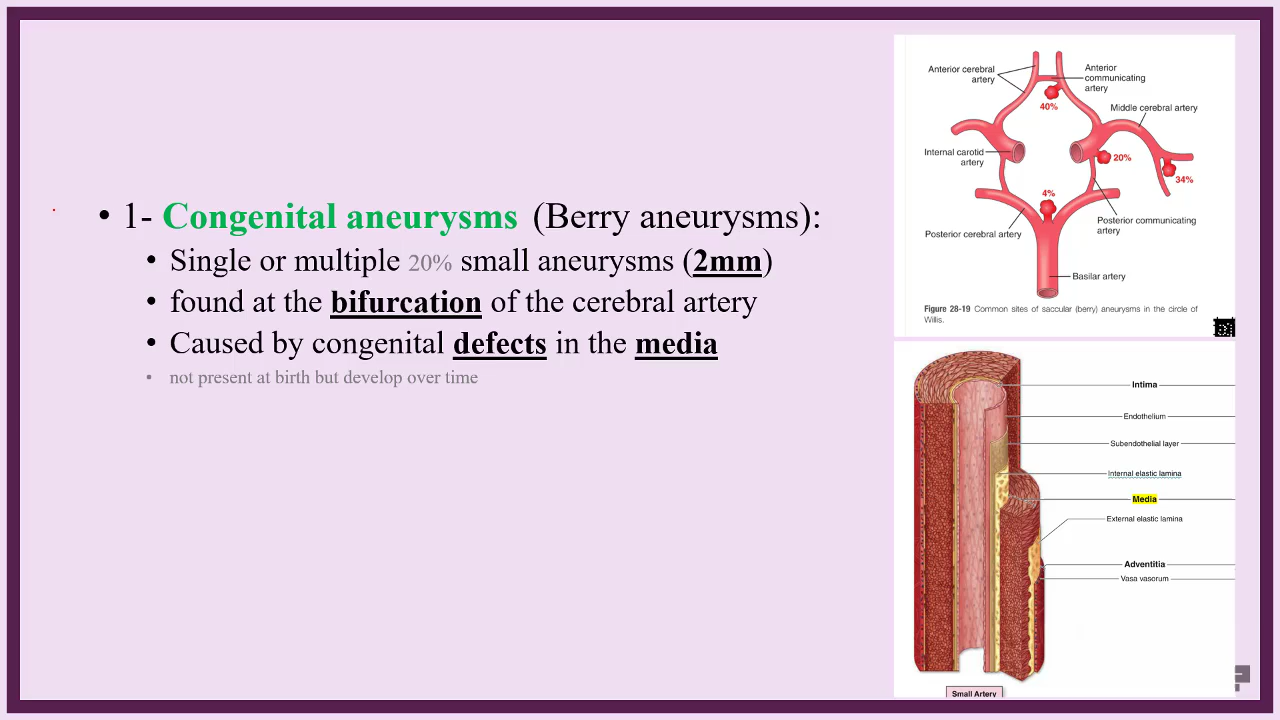 • 1- Congenital aneurysms (Berry aneurysms):
• Single or multiple 20% small aneurysms (2mm)
• found at the bifurcation of the cerebral artery
• Caused by congenital defects in the media
• not present at birth but develop over time
Anterior cerebral
artery
Anterior
communicating
artery
40%
Middle cerebral artery
Internal carotid
artery
20%
34%
4%
Posterior communicating
artery
Posterior cerebral artery
Basilar artery
Figure 28-19 Common sites of saccular (berry) aneurysms in the circle of
Willis.
Intima
Endothelium
Subendothelial layer
Internal elastic lamina
Media
External elastic lamina
Adventitia
Vasa vasorum
Small Artery